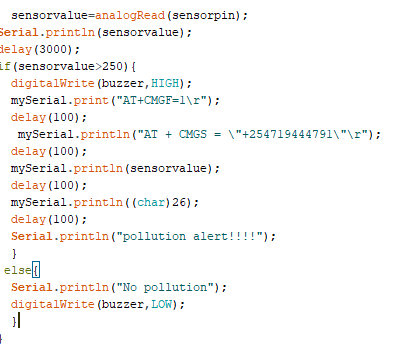 sensorvalue=analogRead(sensorpin);
Serial.println(sensorvalue);
delay(3000);
if(sensorvalue>250){
digitalWrite(buzzer,HIGH);
mySerial.print("AT+CMGF=1\r");
delay(100);
mySerial.println("AT + CMGS = \"+254719444791\"\r");
delay(100);
mySerial.println(sensorvalue);
delay(100);
mySerial.println((char)26);
delay(100);
Serial.println("pollution alert!!!!");
}
else{
Serial.println("No pollution");
digitalWrite(buzzer,LOW);
}
}